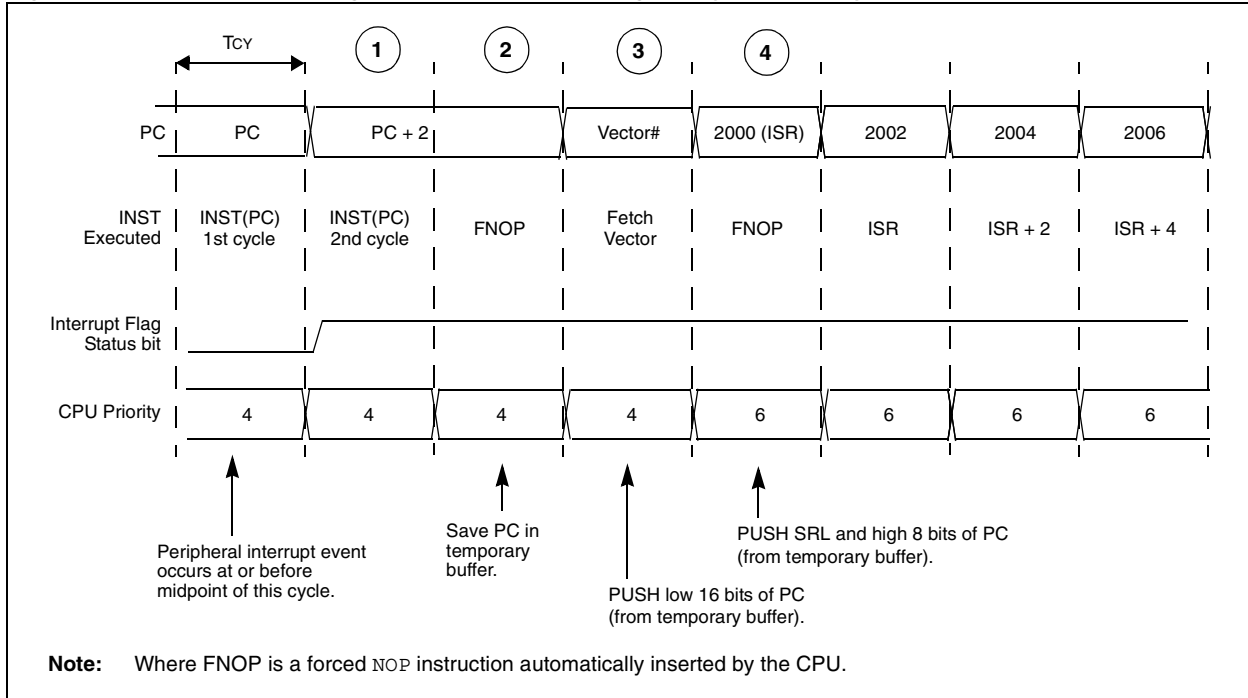 TCY
1 2 3 4
PC PC PC + 2 Vector# 2000 (ISR) 2002 2004 2006
INST
Executed
INST(PC)
1st cycle
INST(PC)
2nd cycle
FNOP
Fetch
Vector
FNOP
ISR
ISR + 2
ISR + 4
Interrupt Flag
Status bit
CPU Priority 4 4 4 4 6 6 6 6
Peripheral interrupt event
occurs at or before
midpoint of this cycle.
Save PC in
temporary
buffer.
PUSH low 16 bits of PC
(from temporary buffer).
PUSH SRL and high 8 bits of PC
(from temporary buffer).
Note: Where FNOP is a forced NOP instruction automatically inserted by the CPU.